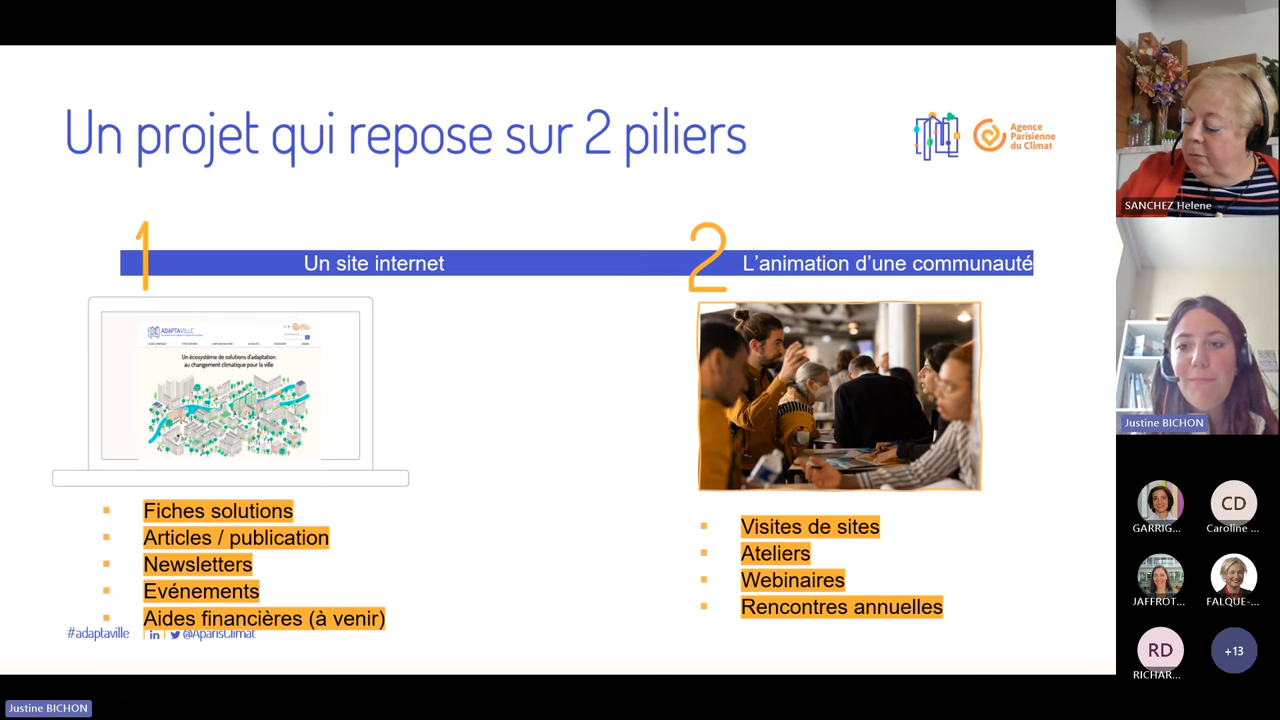 Un projet qui repose sur 2 piliers
Agence
Parisienne
du Climat
1
Un site internet
2
L'animation d'une communauté
ADAPTAVILLE
Un écosystème de solutions d'adaptation
au changement climatique pour la ville
Fiches solutions
Articles / publication
Newsletters
Evénements
Aides financières (à venir)
Visites de sites
Ateliers
Webinaires
Rencontres annuelles
#adaptaville
in
@AparisClimat
SANCHEZ Helene
Justine BICHON
CD
GARRIG...
Caroline ...
JAFFROT...
FALQUE-...
RD
+13
RICHAR...
Justine BICHON